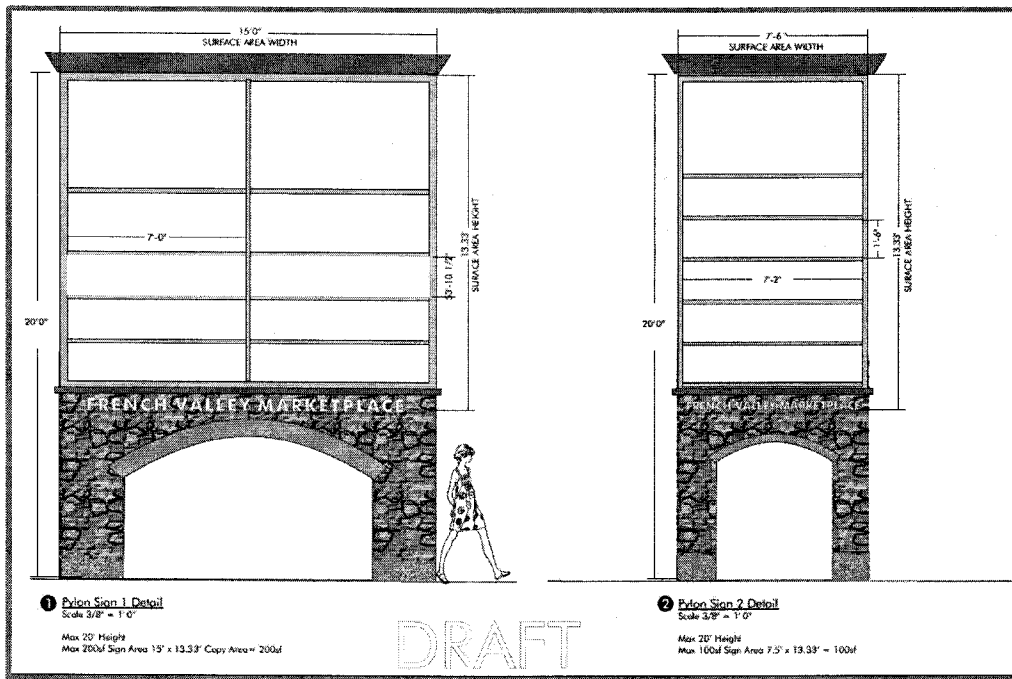 15'0"
SURFACE AREA WIDTH
7'-6
SURFACE AREA WIDTH
7'-0"
13.33'
SURACE AREA HEIGHT
S3'-10 1/2"
20'0"
FRENCH VALLEY MARKETPLACE
1'-6"
13.33'
SURFACE AREA HEIGHT
7'-2"
20'0"
FRENCH VALLEY MARKETPLACE
1 Pylon Sign 1 Detail
Scale 3/8" = 1'0"
Max 20' Height
Max 200sf Sign Area 15' x 13.33' Copy Area = 200sf
DRAFT
2 Pylon Sign 2 Detail
Scale 3/8" = 1'0"
Max 20' Height
Max 100sf Sign Area 7.5' x 13.33' = 100sf